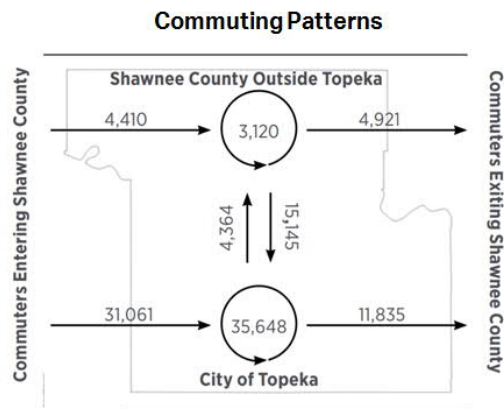 Commuting Patterns
Commuters Entering Shawnee County
Shawnee County Outside Topeka
4,410
3,120
4,921
4,364
15,145
31,061
35,648
11,835
City of Topeka
Commuters Exiting Shawnee County